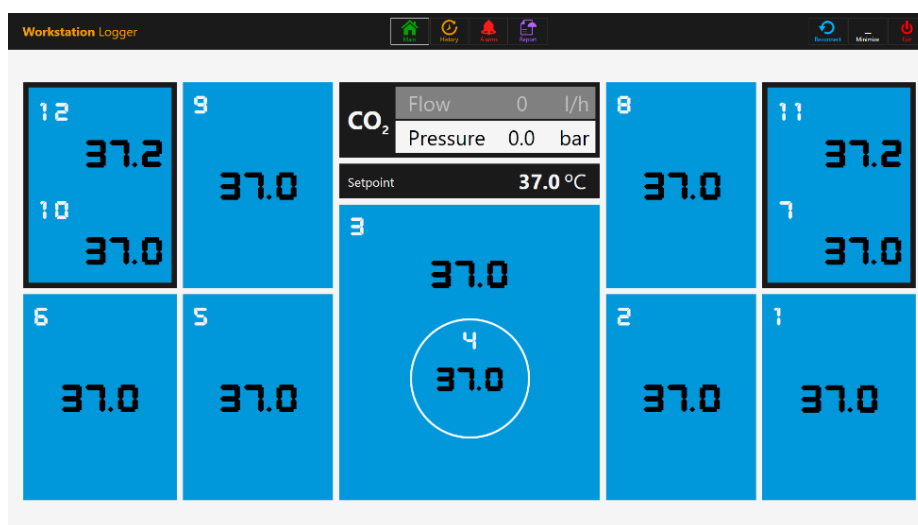 Workstation Logger
Main
History
Alarms
Report
Reconnect
Minimize
Exit
12
37.2
10
37.0
9
37.0
CO₂
Flow 0 l/h
Pressure 0.0 bar
Setpoint 37.0 ºC
3
37.0
4
37.0
8
37.0
11
37.2
7
37.0
6
37.0
5
37.0
2
37.0
1
37.0